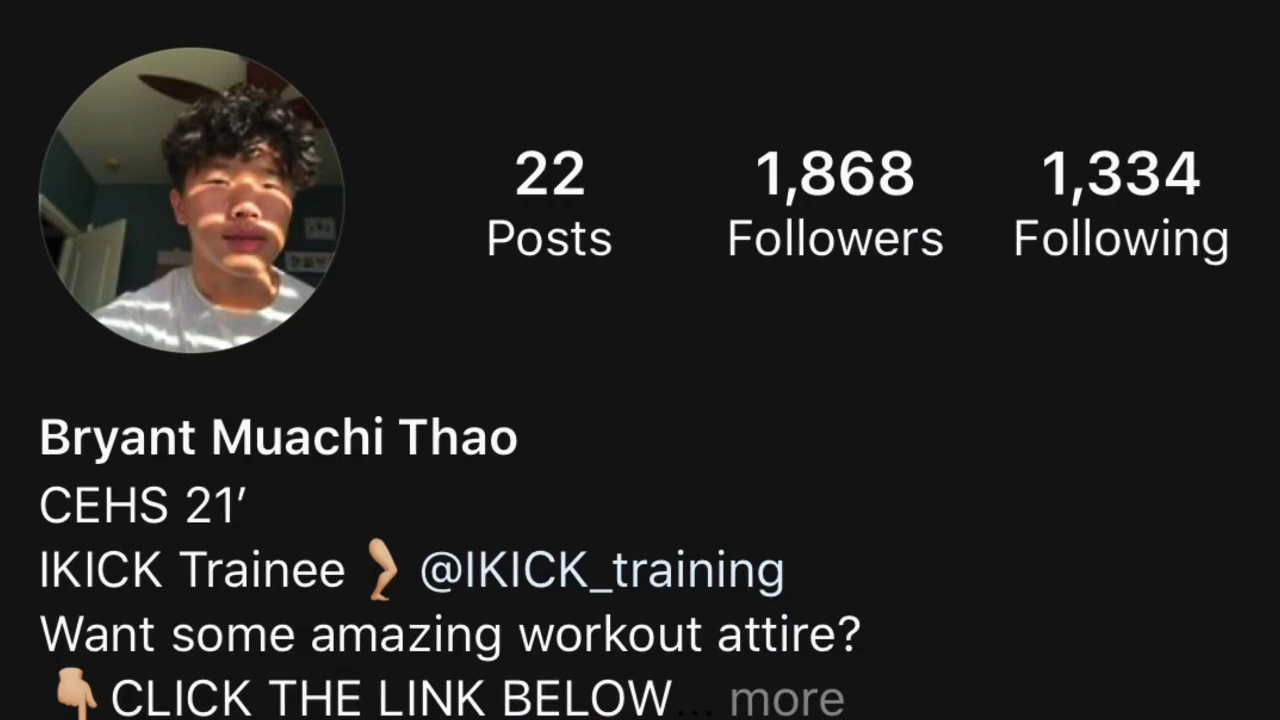 22 1,868 1,334
Posts Followers Following
Bryant Muachi Thao
CEHS 21’
IKICK Trainee 🦵🏼 @IKICK_training
Want some amazing workout attire?
👇🏼 CLICK THE LINK BELOW... more